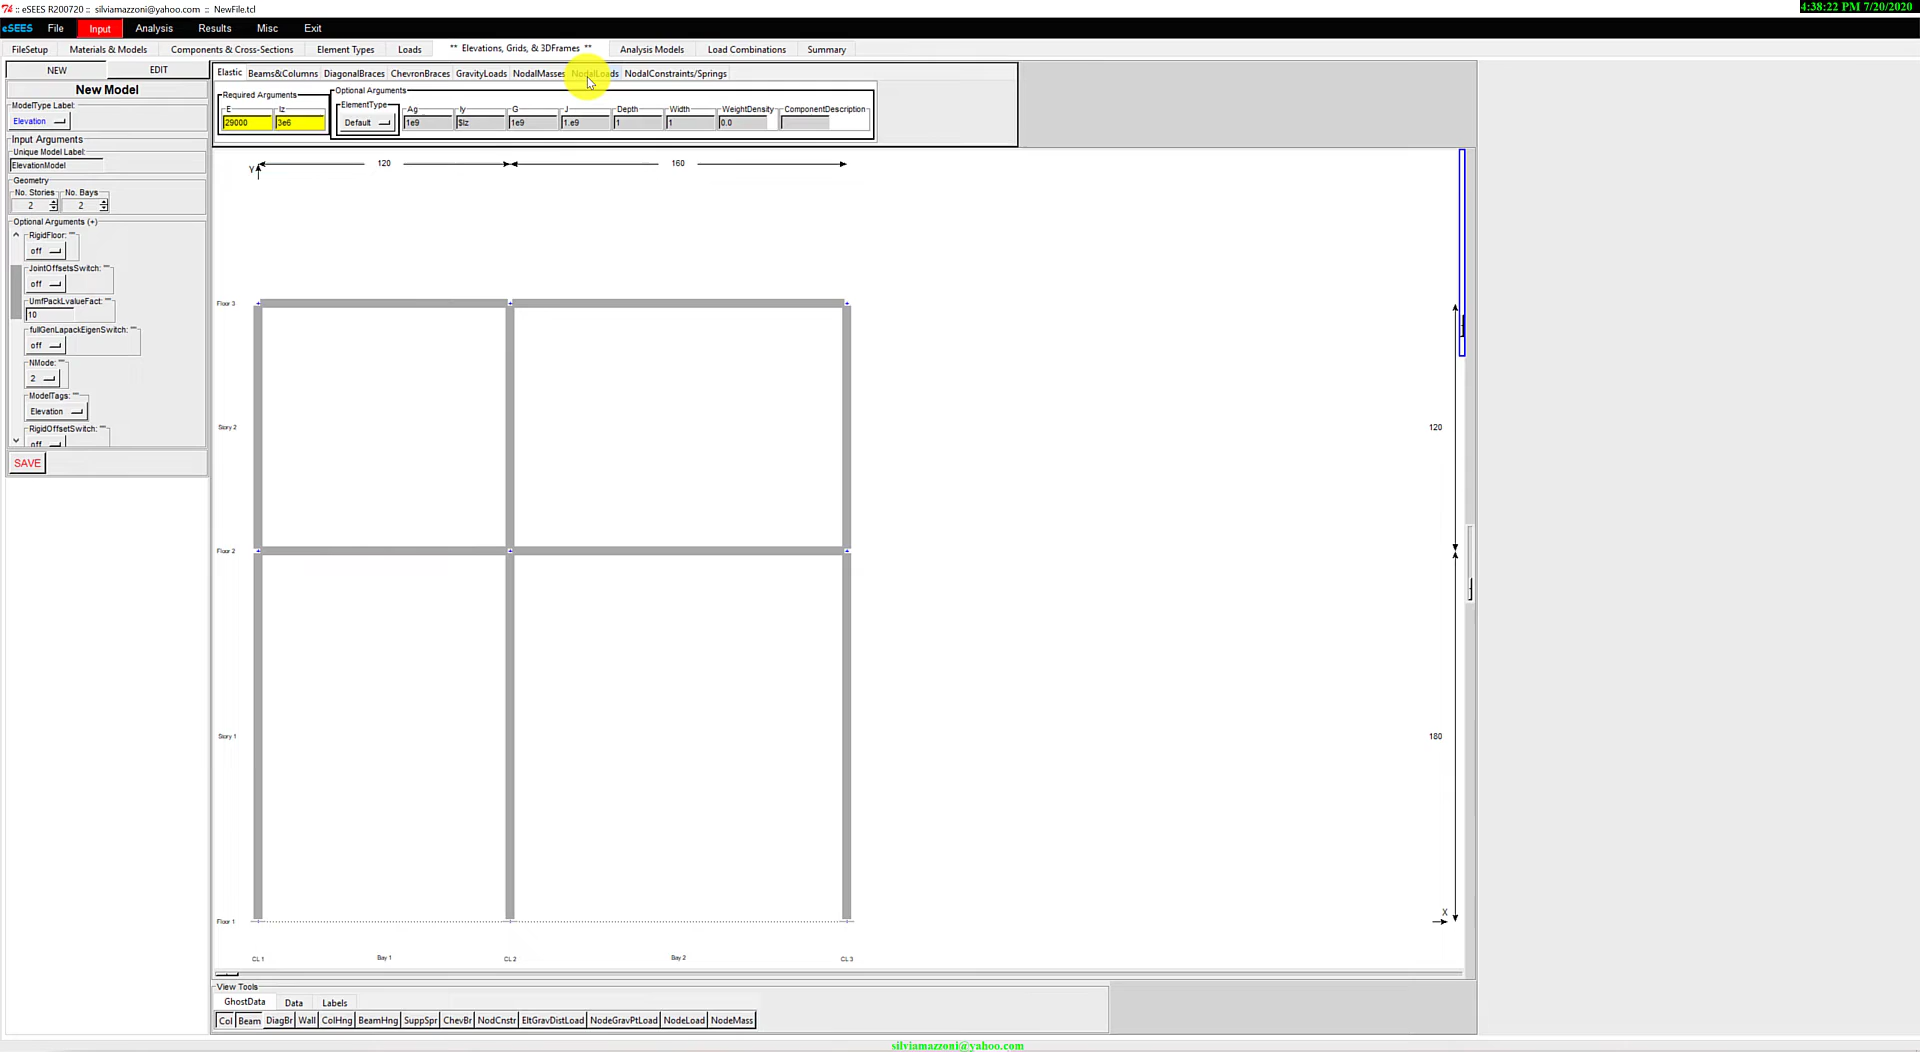 :: eSEES R200720 :: silviamazzoni@yahoo.com :: NewFile.tcl
4:38:22 PM 7/20/2020
eSEES File Input Analysis Results Misc Exit
FileSetup Materials & Models Components & Cross-Sections Element Types Loads ** Elevations, Grids, & 3DFrames ** Analysis Models Load Combinations Summary
NEW EDIT
New Model
ModelType Label:
Elevation
Input Arguments
Unique Model Label:
ElevationModel
Geometry
No. Stories No. Bays
2 2
Optional Arguments (+)
RigidFloor: ""
off
JointOffsetsSwitch: ""
off
UmfPackLvalueFact: ""
10
fullGenLapackEigenSwitch: ""
off
NMode: ""
2
ModelTags: ""
Elevation
RigidOffsetSwitch: ""
off
SAVE
Elastic Beams&Columns DiagonalBraces ChevronBraces GravityLoads NodalMasses NodalLoads NodalConstraints/Springs
Required Arguments Optional Arguments
E Iz ElementType Ag Iy G J Depth Width WeightDensity ComponentDescription
29000 3e6 Default 1e9 $Iz 1e9 1.e9 1 1 0.0
Y 120 160
Floor 3
Story 2 120
Floor 2
Story 1 180
X
Floor 1
CL 1 Bay 1 CL 2 Bay 2 CL 3
View Tools
GhostData Data Labels
Col Beam DiagBr Wall ColHng BeamHng SuppSpr ChevBr NodCnstr EltGravDistLoad NodeGravPtLoad NodeLoad NodeMass
silviamazzoni@yahoo.com